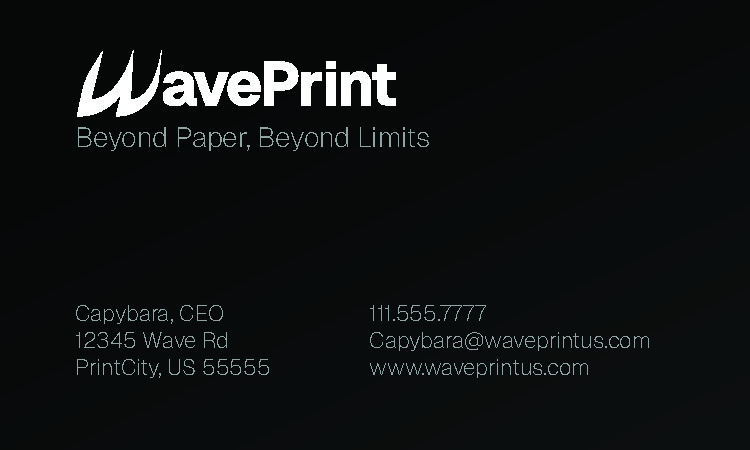 WavePrint
Beyond Paper, Beyond Limits
Capybara, CEO
12345 Wave Rd
PrintCity, US 55555
111.555.7777
Capybara@waveprintus.com
www.waveprintus.com